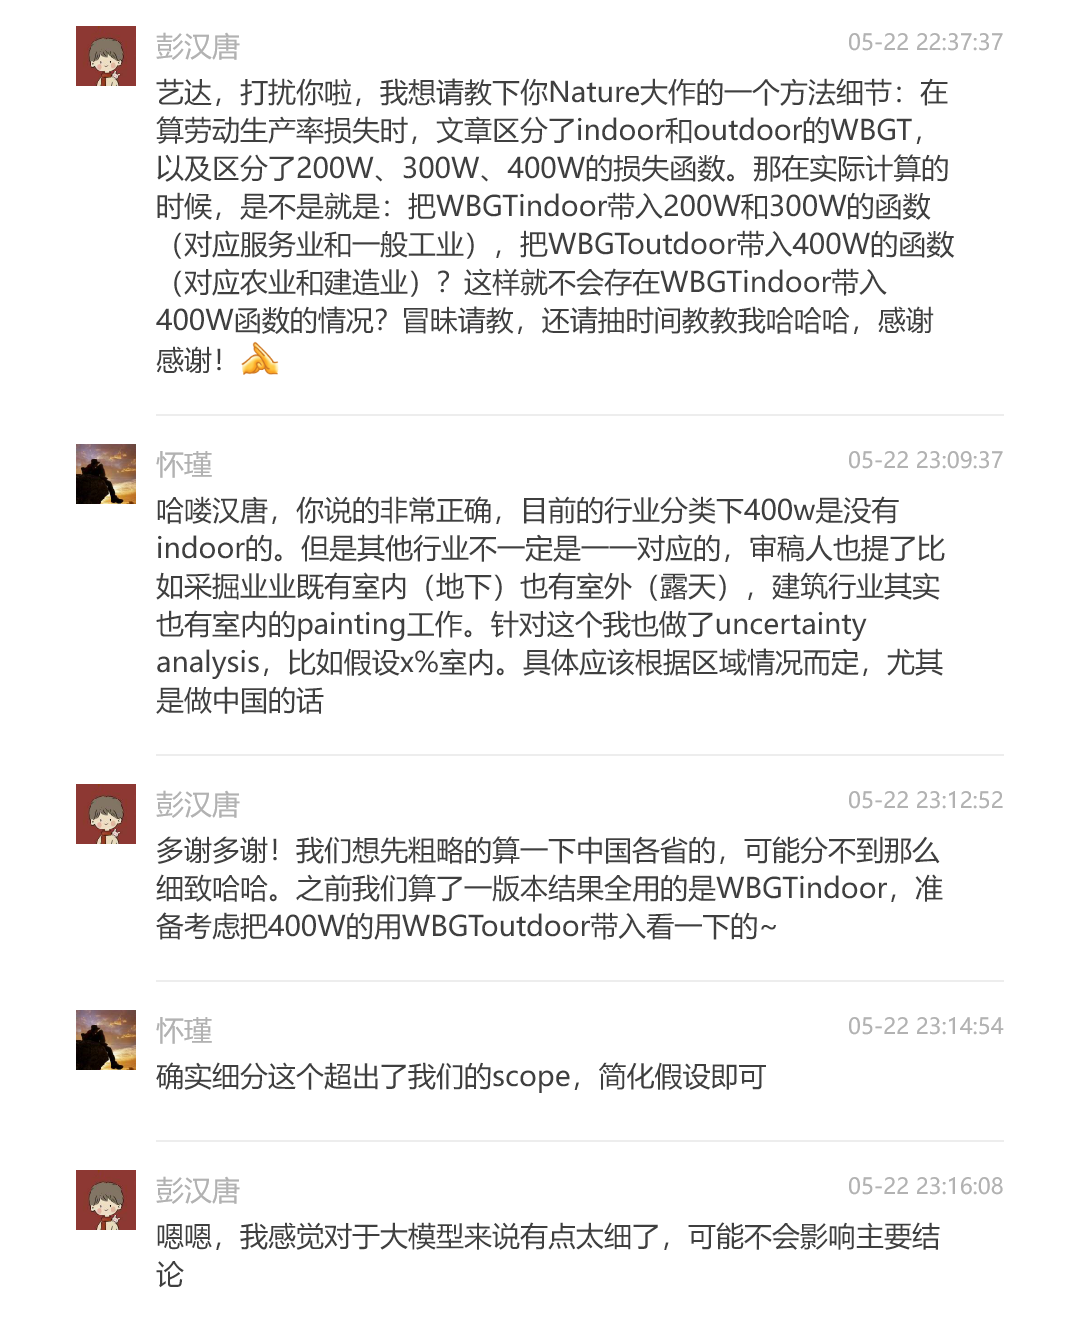 彭汉唐
05-22 22:37:37
艺达，打扰你啦，我想请教下你Nature大作的一个方法细节：在
算劳动生产率损失时，文章区分了indoor和outdoor的WBGT，
以及区分了200W、300W、400W的损失函数。那在实际计算的
时候，是不是就是：把WBGTindoor带入200W和300W的函数
（对应服务业和一般工业），把WBGToutdoor带入400W的函数
（对应农业和建造业）？这样就不会存在WBGTindoor带入
400W函数的情况？冒昧请教，还请抽时间教教我哈哈哈，感谢
感谢！
怀瑾
05-22 23:09:37
哈喽汉唐，你说的非常正确，目前的行业分类下400w是没有
indoor的。但是其他行业不一定是一一对应的，审稿人也提了比
如采掘业业既有室内（地下）也有室外（露天），建筑行业其实
也有室内的painting工作。针对这个我也做了uncertainty
analysis，比如假设x%室内。具体应该根据区域情况而定，尤其
是做中国的话
彭汉唐
05-22 23:12:52
多谢多谢！我们想先粗略的算一下中国各省的，可能分不到那么
细致哈哈。之前我们算了一版本结果全用的是WBGTindoor，准
备考虑把400W的用WBGToutdoor带入看一下的~
怀瑾
05-22 23:14:54
确实细分这个超出了我们的scope，简化假设即可
彭汉唐
05-22 23:16:08
嗯嗯，我感觉对于大模型来说有点太细了，可能不会影响主要结
论